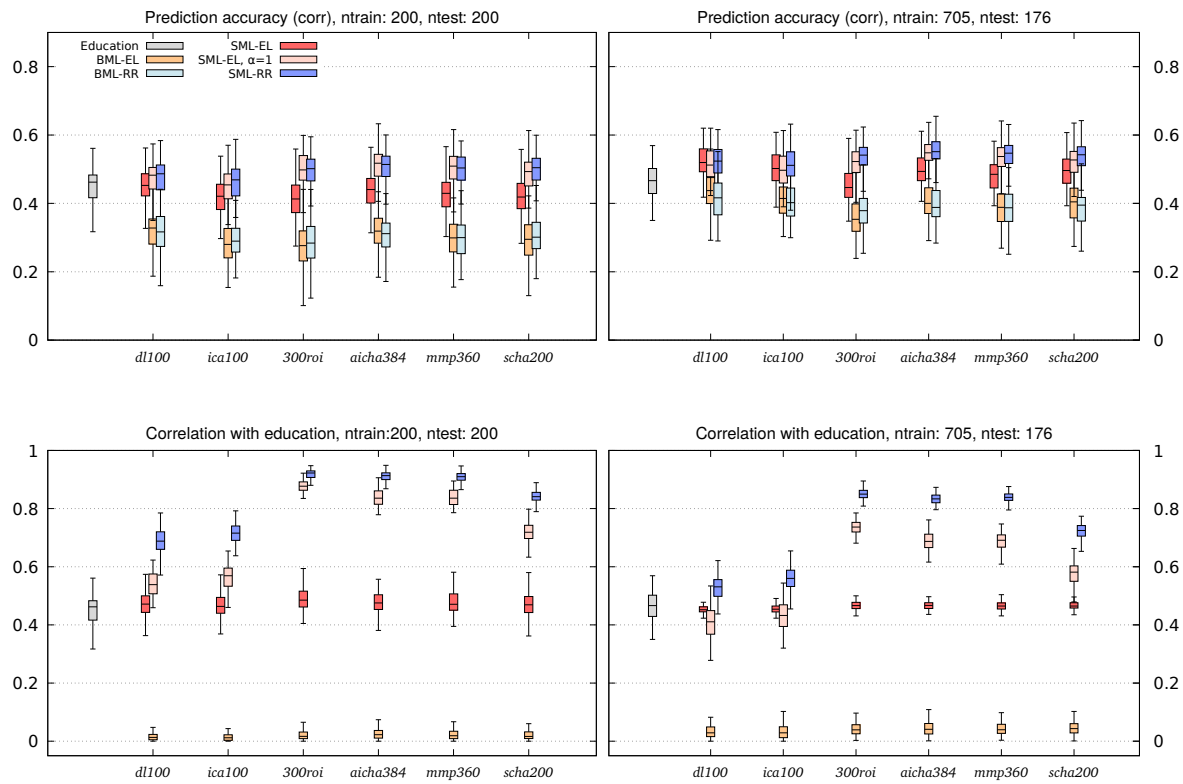 Prediction accuracy (corr), ntrain: 200, ntest: 200
Prediction accuracy (corr), ntrain: 705, ntest: 176
Education
SML-EL
BML-EL
SML-EL, α=1
BML-RR
SML-RR
0.8
0.6
0.4
0.2
0
0.8
0.6
0.4
0.2
0
dl100 ica100 300roi aicha384 mmp360 scha200
dl100 ica100 300roi aicha384 mmp360 scha200
Correlation with education, ntrain:200, ntest: 200
Correlation with education, ntrain: 705, ntest: 176
1
0.8
0.6
0.4
0.2
0
1
0.8
0.6
0.4
0.2
0
dl100 ica100 300roi aicha384 mmp360 scha200
dl100 ica100 300roi aicha384 mmp360 scha200